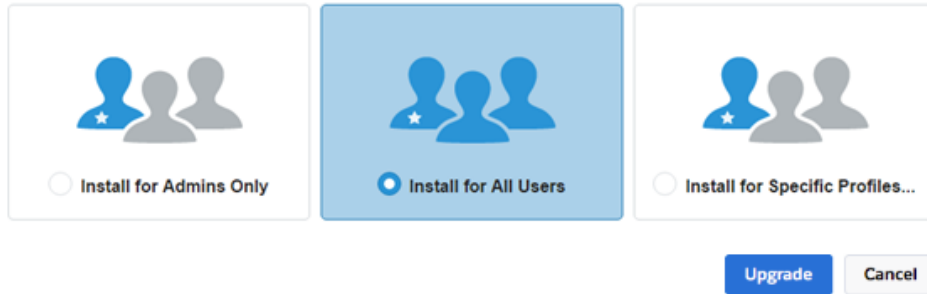 Install for Admins Only
Install for All Users
Install for Specific Profiles...
Upgrade
Cancel